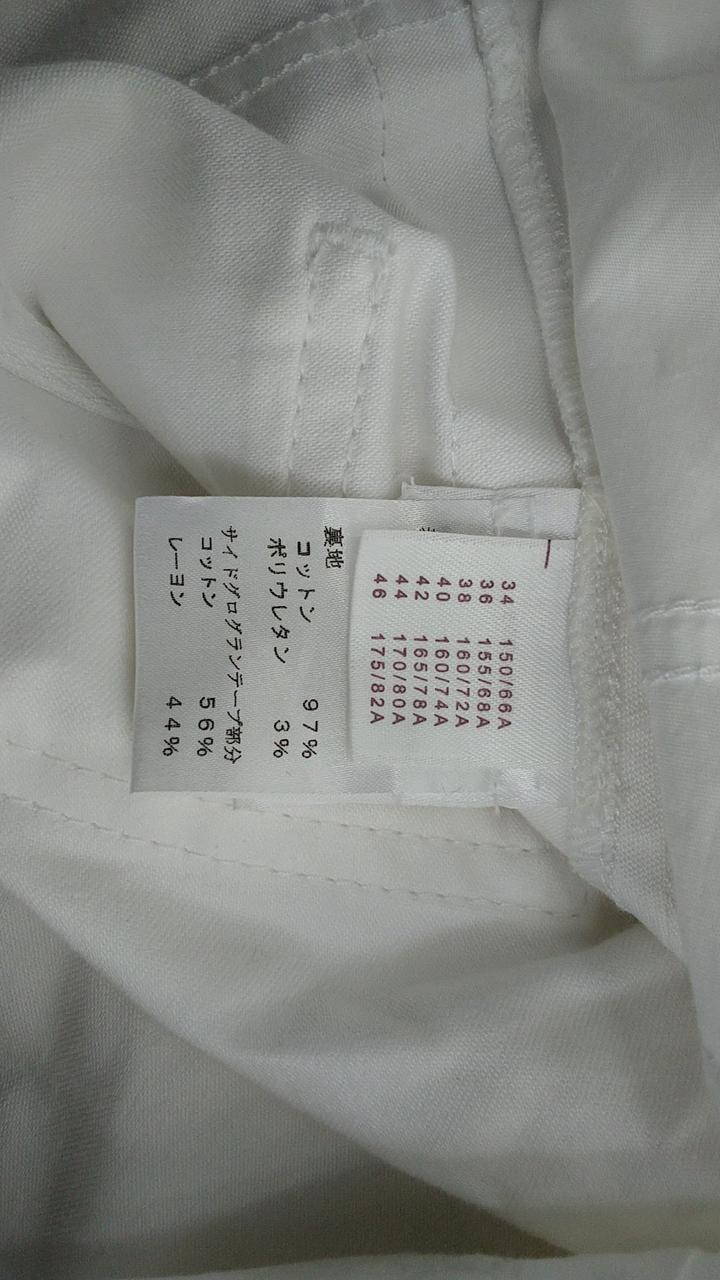 34 150/66A
36 155/68A
38 160/72A
40 160/74A
42 165/78A
44 170/80A
46 175/82A
裏地
コットン 97%
ポリウレタン 3%
サイドグログランテープ部分
コットン 56%
レーヨン 44%